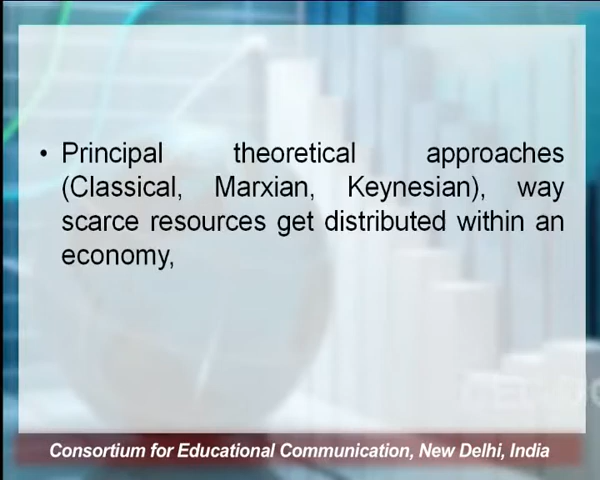 • Principal theoretical approaches
(Classical, Marxian, Keynesian), way
scarce resources get distributed within an
economy,
Consortium for Educational Communication, New Delhi, India